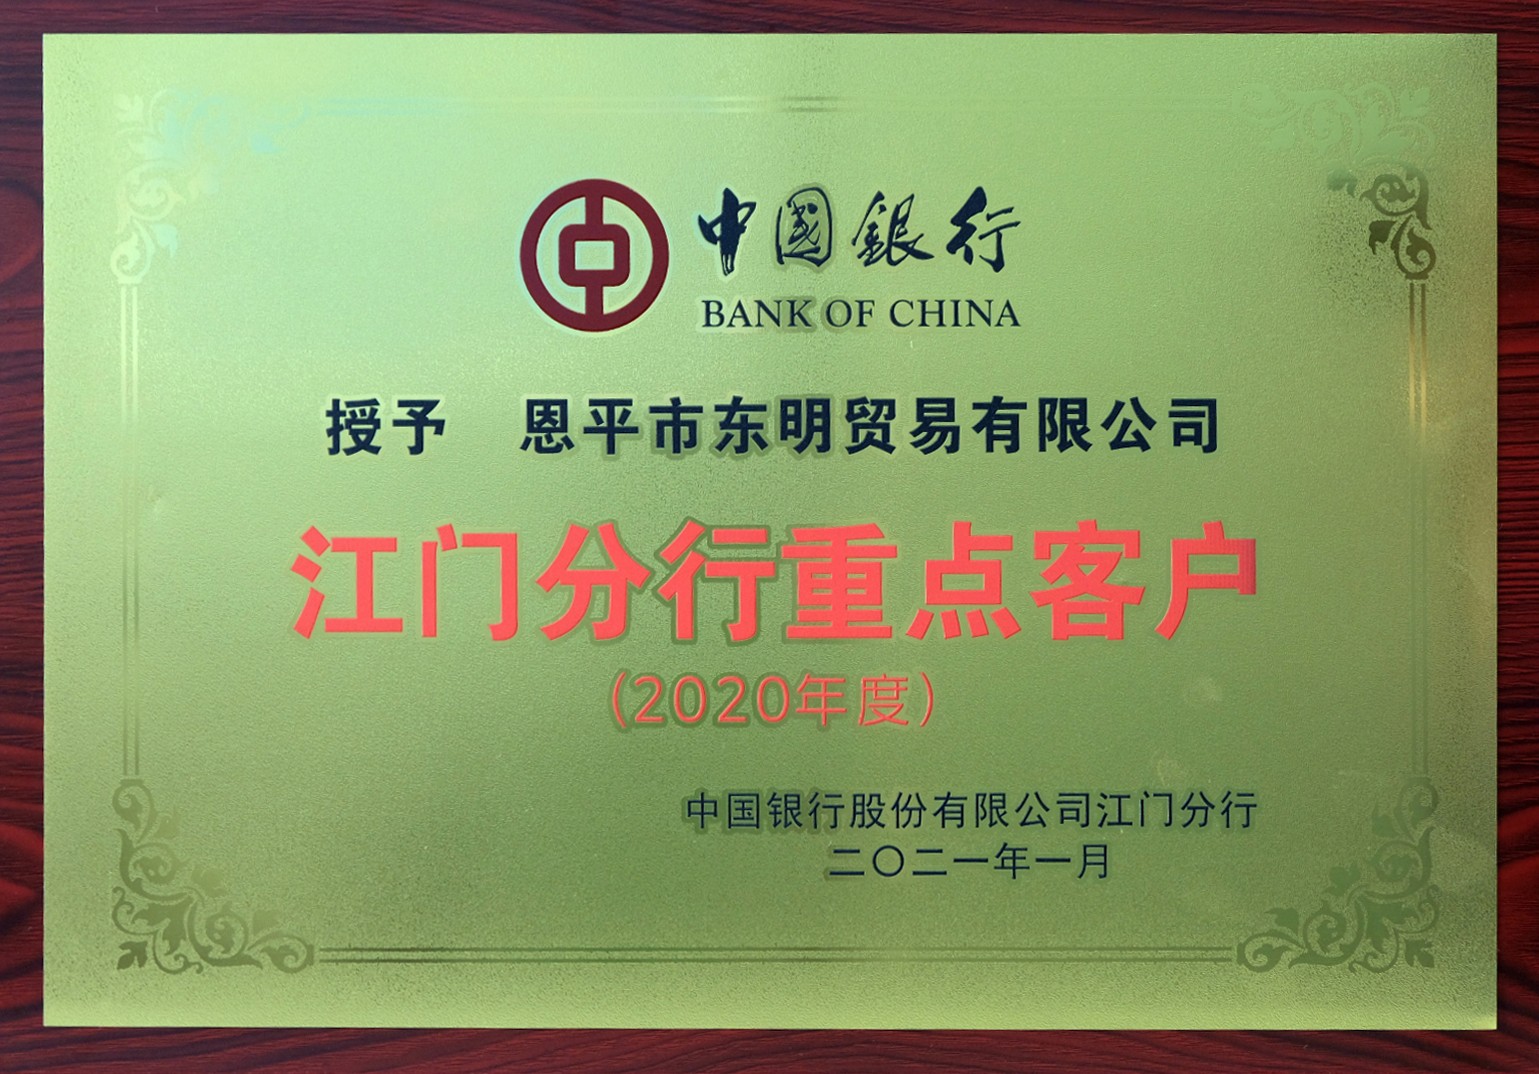 中国銀行
BANK OF CHINA
授予 恩平市东明贸易有限公司
江门分行重点客户
(2020年度)
中国银行股份有限公司江门分行
二〇二一年一月